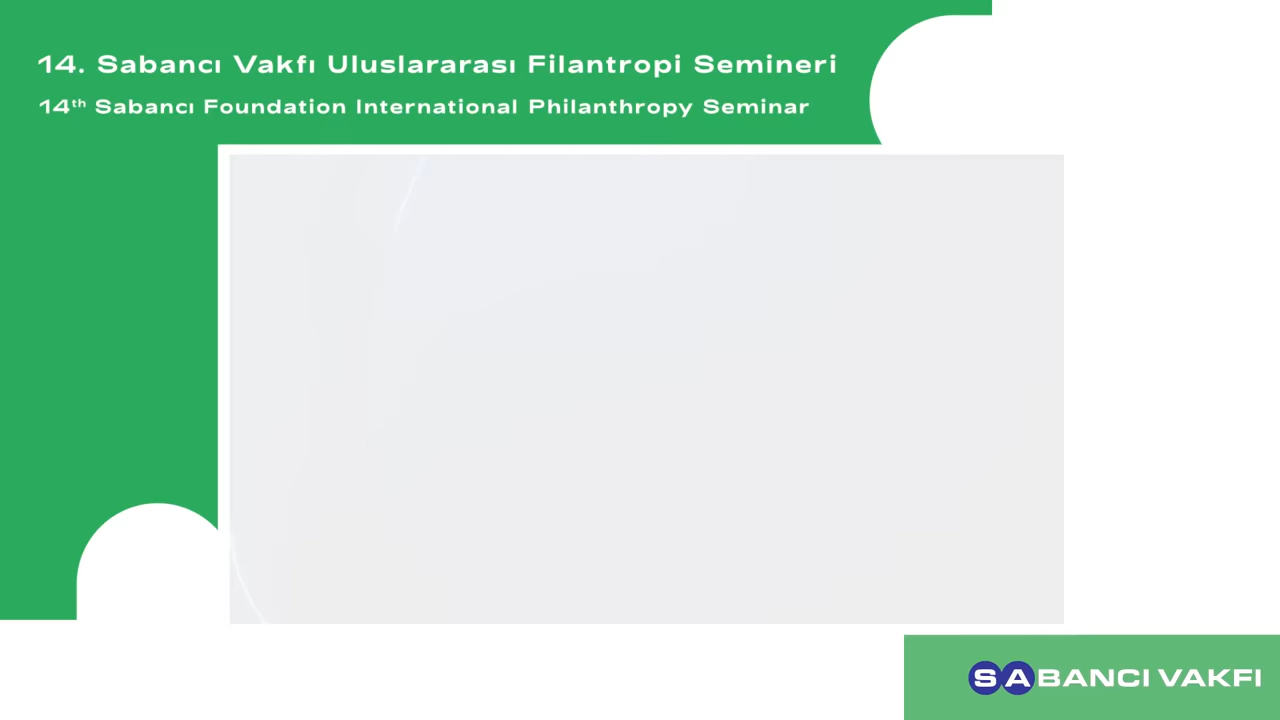 14. Sabancı Vakfı Uluslararası Filantropi Semineri
14th Sabancı Foundation International Philanthropy Seminar
SABANCI VAKFI